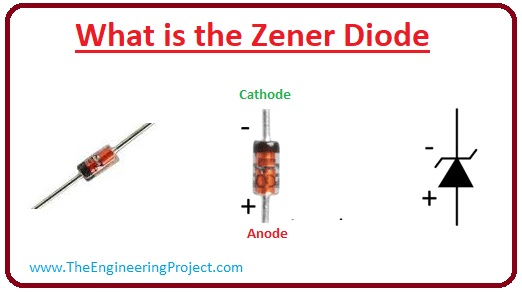 What is the Zener Diode
Cathode
-
-
+
+
Anode
www.TheEngineeringProject.com